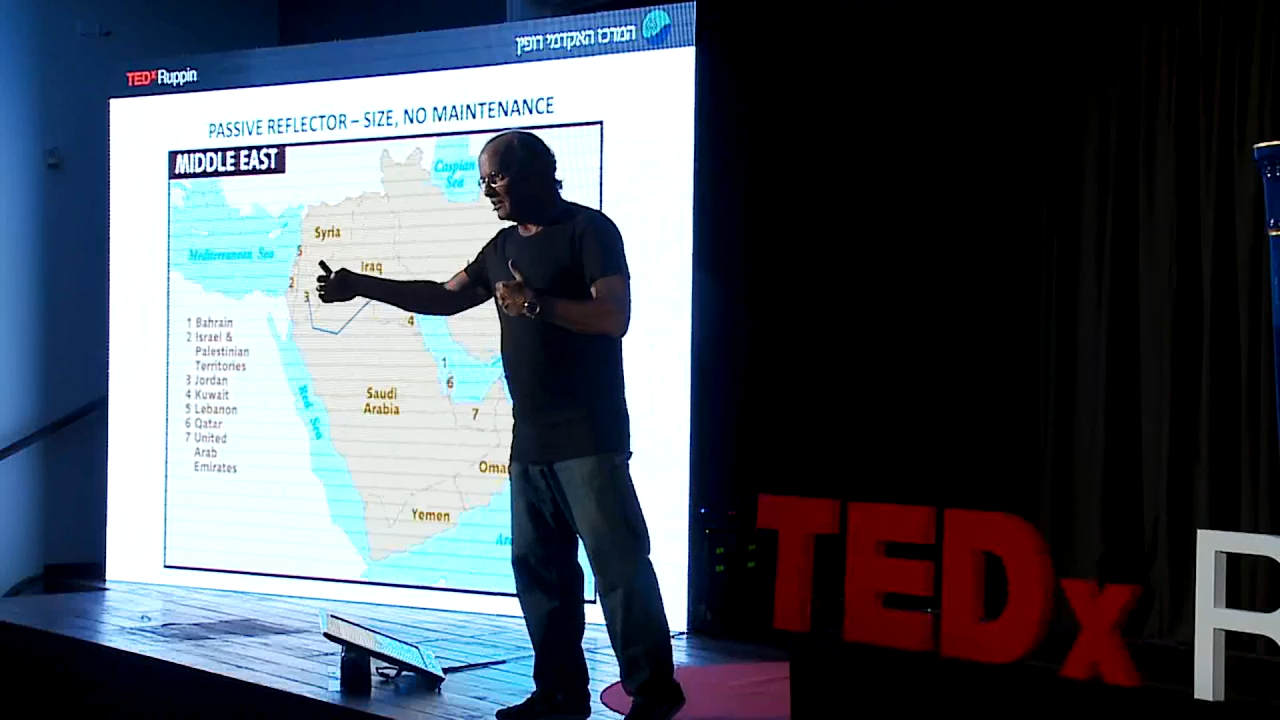 TEDxRuppin
המרכז האקדמי רופין
PASSIVE REFLECTOR – SIZE, NO MAINTENANCE
MIDDLE EAST
Caspian
Sea
Syria
Mediterranean Sea
5
Iraq
2
3
4
1 Bahrain
2 Israel &
Palestinian
Territories
3 Jordan
4 Kuwait
5 Lebanon
6 Qatar
7 United
Arab
Emirates
1
6
Saudi
Arabia
7
Red Sea
Oma
Yemen
TEDx
R